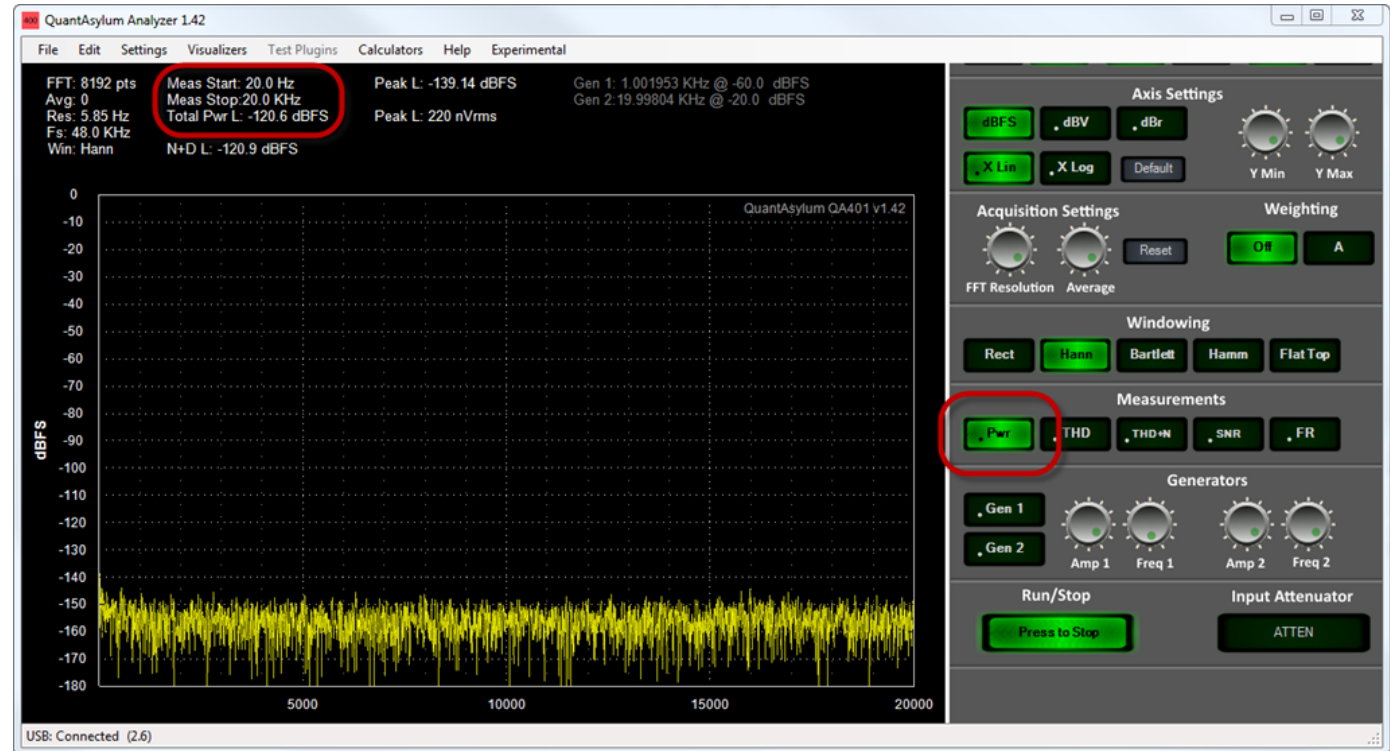 400 QuantAsylum Analyzer 1.42
File Edit Settings Visualizers Test Plugins Calculators Help Experimental
FFT: 8192 pts Meas Start: 20.0 Hz Peak L: -139.14 dBFS Gen 1: 1.001953 KHz @ -60.0 dBFS
Avg: 0 Meas Stop:20.0 KHz Gen 2:19.99804 KHz @ -20.0 dBFS
Res: 5.85 Hz Total Pwr L: -120.6 dBFS Peak L: 220 nVrms
Fs: 48.0 KHz
Win: Hann N+D L: -120.9 dBFS
QuantAsylum QA401 v1.42
0
-10
-20
-30
-40
-50
-60
-70
-80
-90
-100
-110
-120
-130
-140
-150
-160
-170
-180
dBFS
5000 10000 15000 20000
Axis Settings
dBFS dBV dBr
X Lin X Log Default Y Min Y Max
Acquisition Settings Weighting
Reset Off A
FFT Resolution Average
Windowing
Rect Hann Bartlett Hamm Flat Top
Measurements
Pwr THD THD+N SNR FR
Generators
Gen 1
Gen 2
Amp 1 Freq 1 Amp 2 Freq 2
Run/Stop Input Attenuator
Press to Stop ATTEN
USB: Connected (2.6)